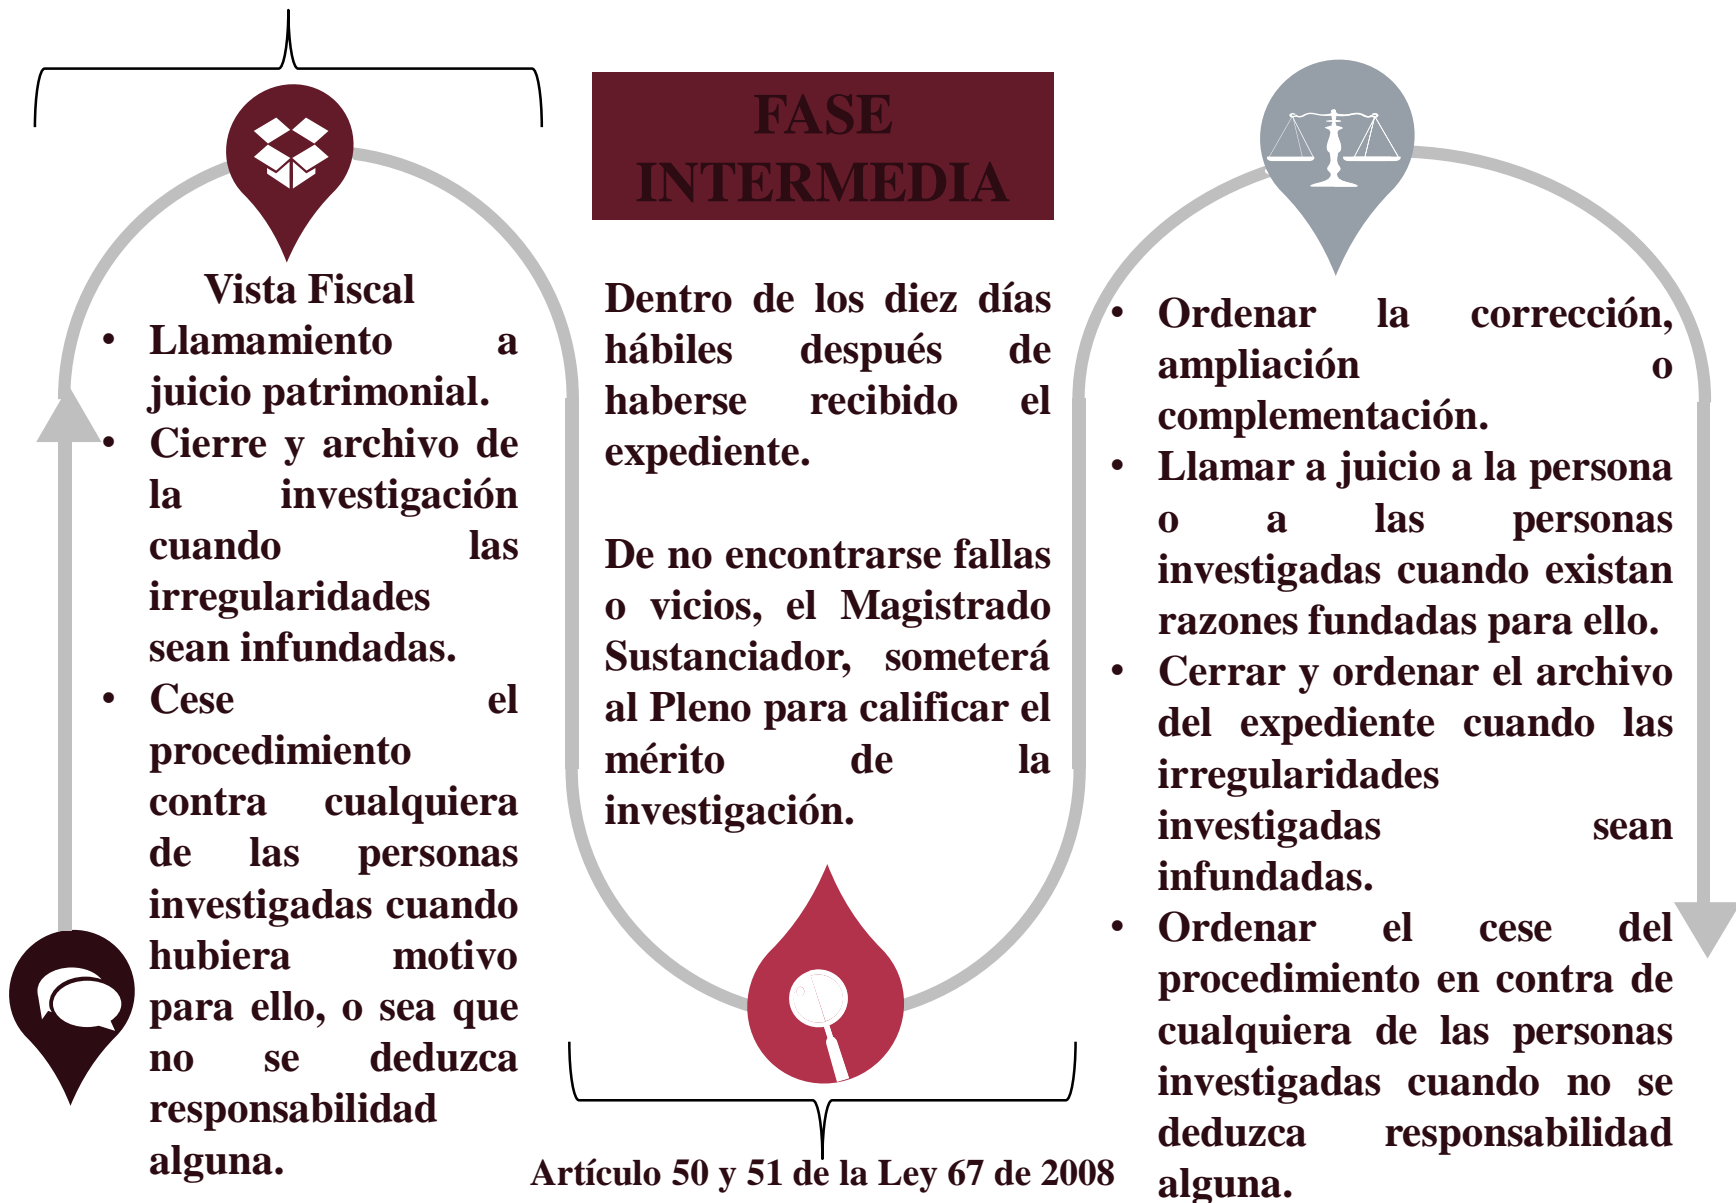 FASE
INTERMEDIA
Vista Fiscal
• Llamamiento a
juicio patrimonial.
• Cierre y archivo de
la investigación
cuando las
irregularidades
sean infundadas.
• Cese el
procedimiento
contra cualquiera
de las personas
investigadas cuando
hubiera motivo
para ello, o sea que
no se deduzca
responsabilidad
alguna.
Dentro de los diez días
hábiles después de
haberse recibido el
expediente.
De no encontrarse fallas
o vicios, el Magistrado
Sustanciador, someterá
al Pleno para calificar el
mérito de la
investigación.
Artículo 50 y 51 de la Ley 67 de 2008
• Ordenar la corrección,
ampliación o
complementación.
• Llamar a juicio a la persona
o a las personas
investigadas cuando existan
razones fundadas para ello.
• Cerrar y ordenar el archivo
del expediente cuando las
irregularidades
investigadas sean
infundadas.
• Ordenar el cese del
procedimiento en contra de
cualquiera de las personas
investigadas cuando no se
deduzca responsabilidad
alguna.